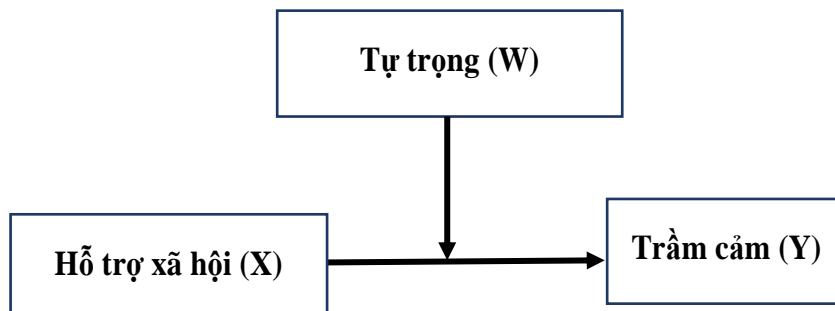 Tự trọng (W)
Hỗ trợ xã hội (X)
Trầm cảm (Y)